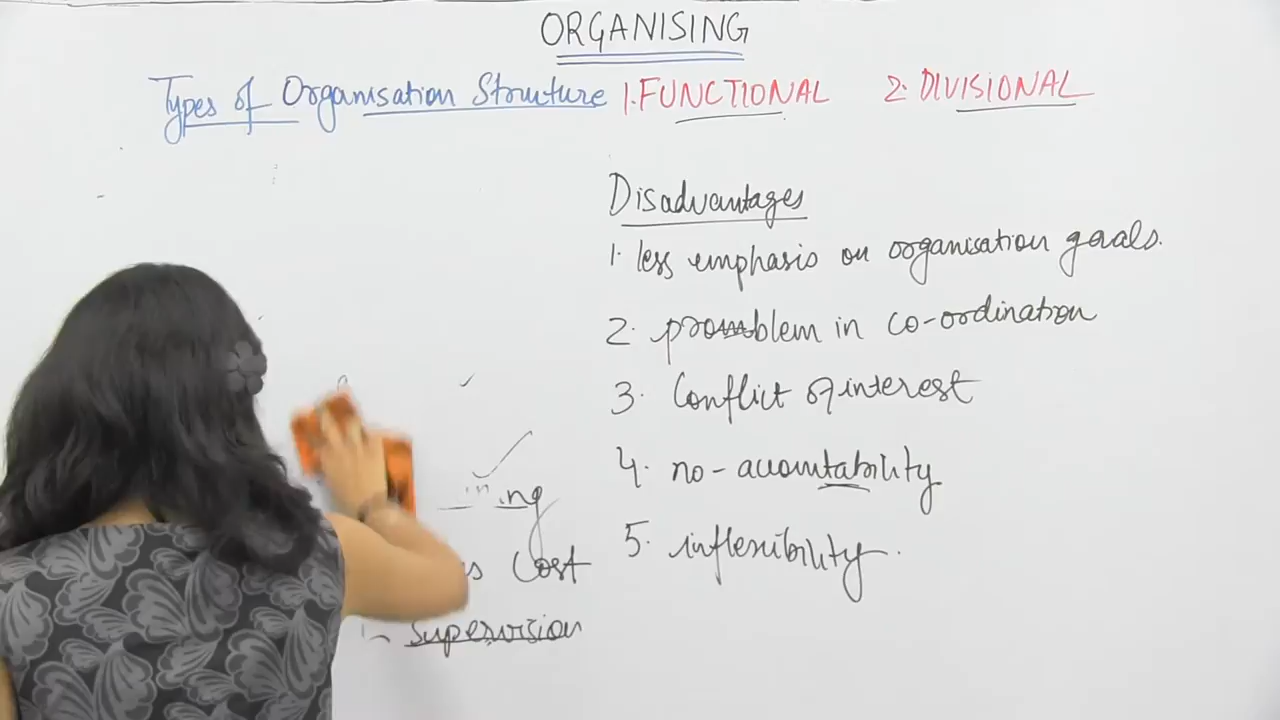 ORGANISING
Types of Organisation Structure 1. FUNCTIONAL 2. DIVISIONAL
Disadvantages
1. less emphasis on organisation goals.
2. problem in co-ordination
3. Conflict of interest
4. no-accountability
5. inflexibility.
Cost
supervision